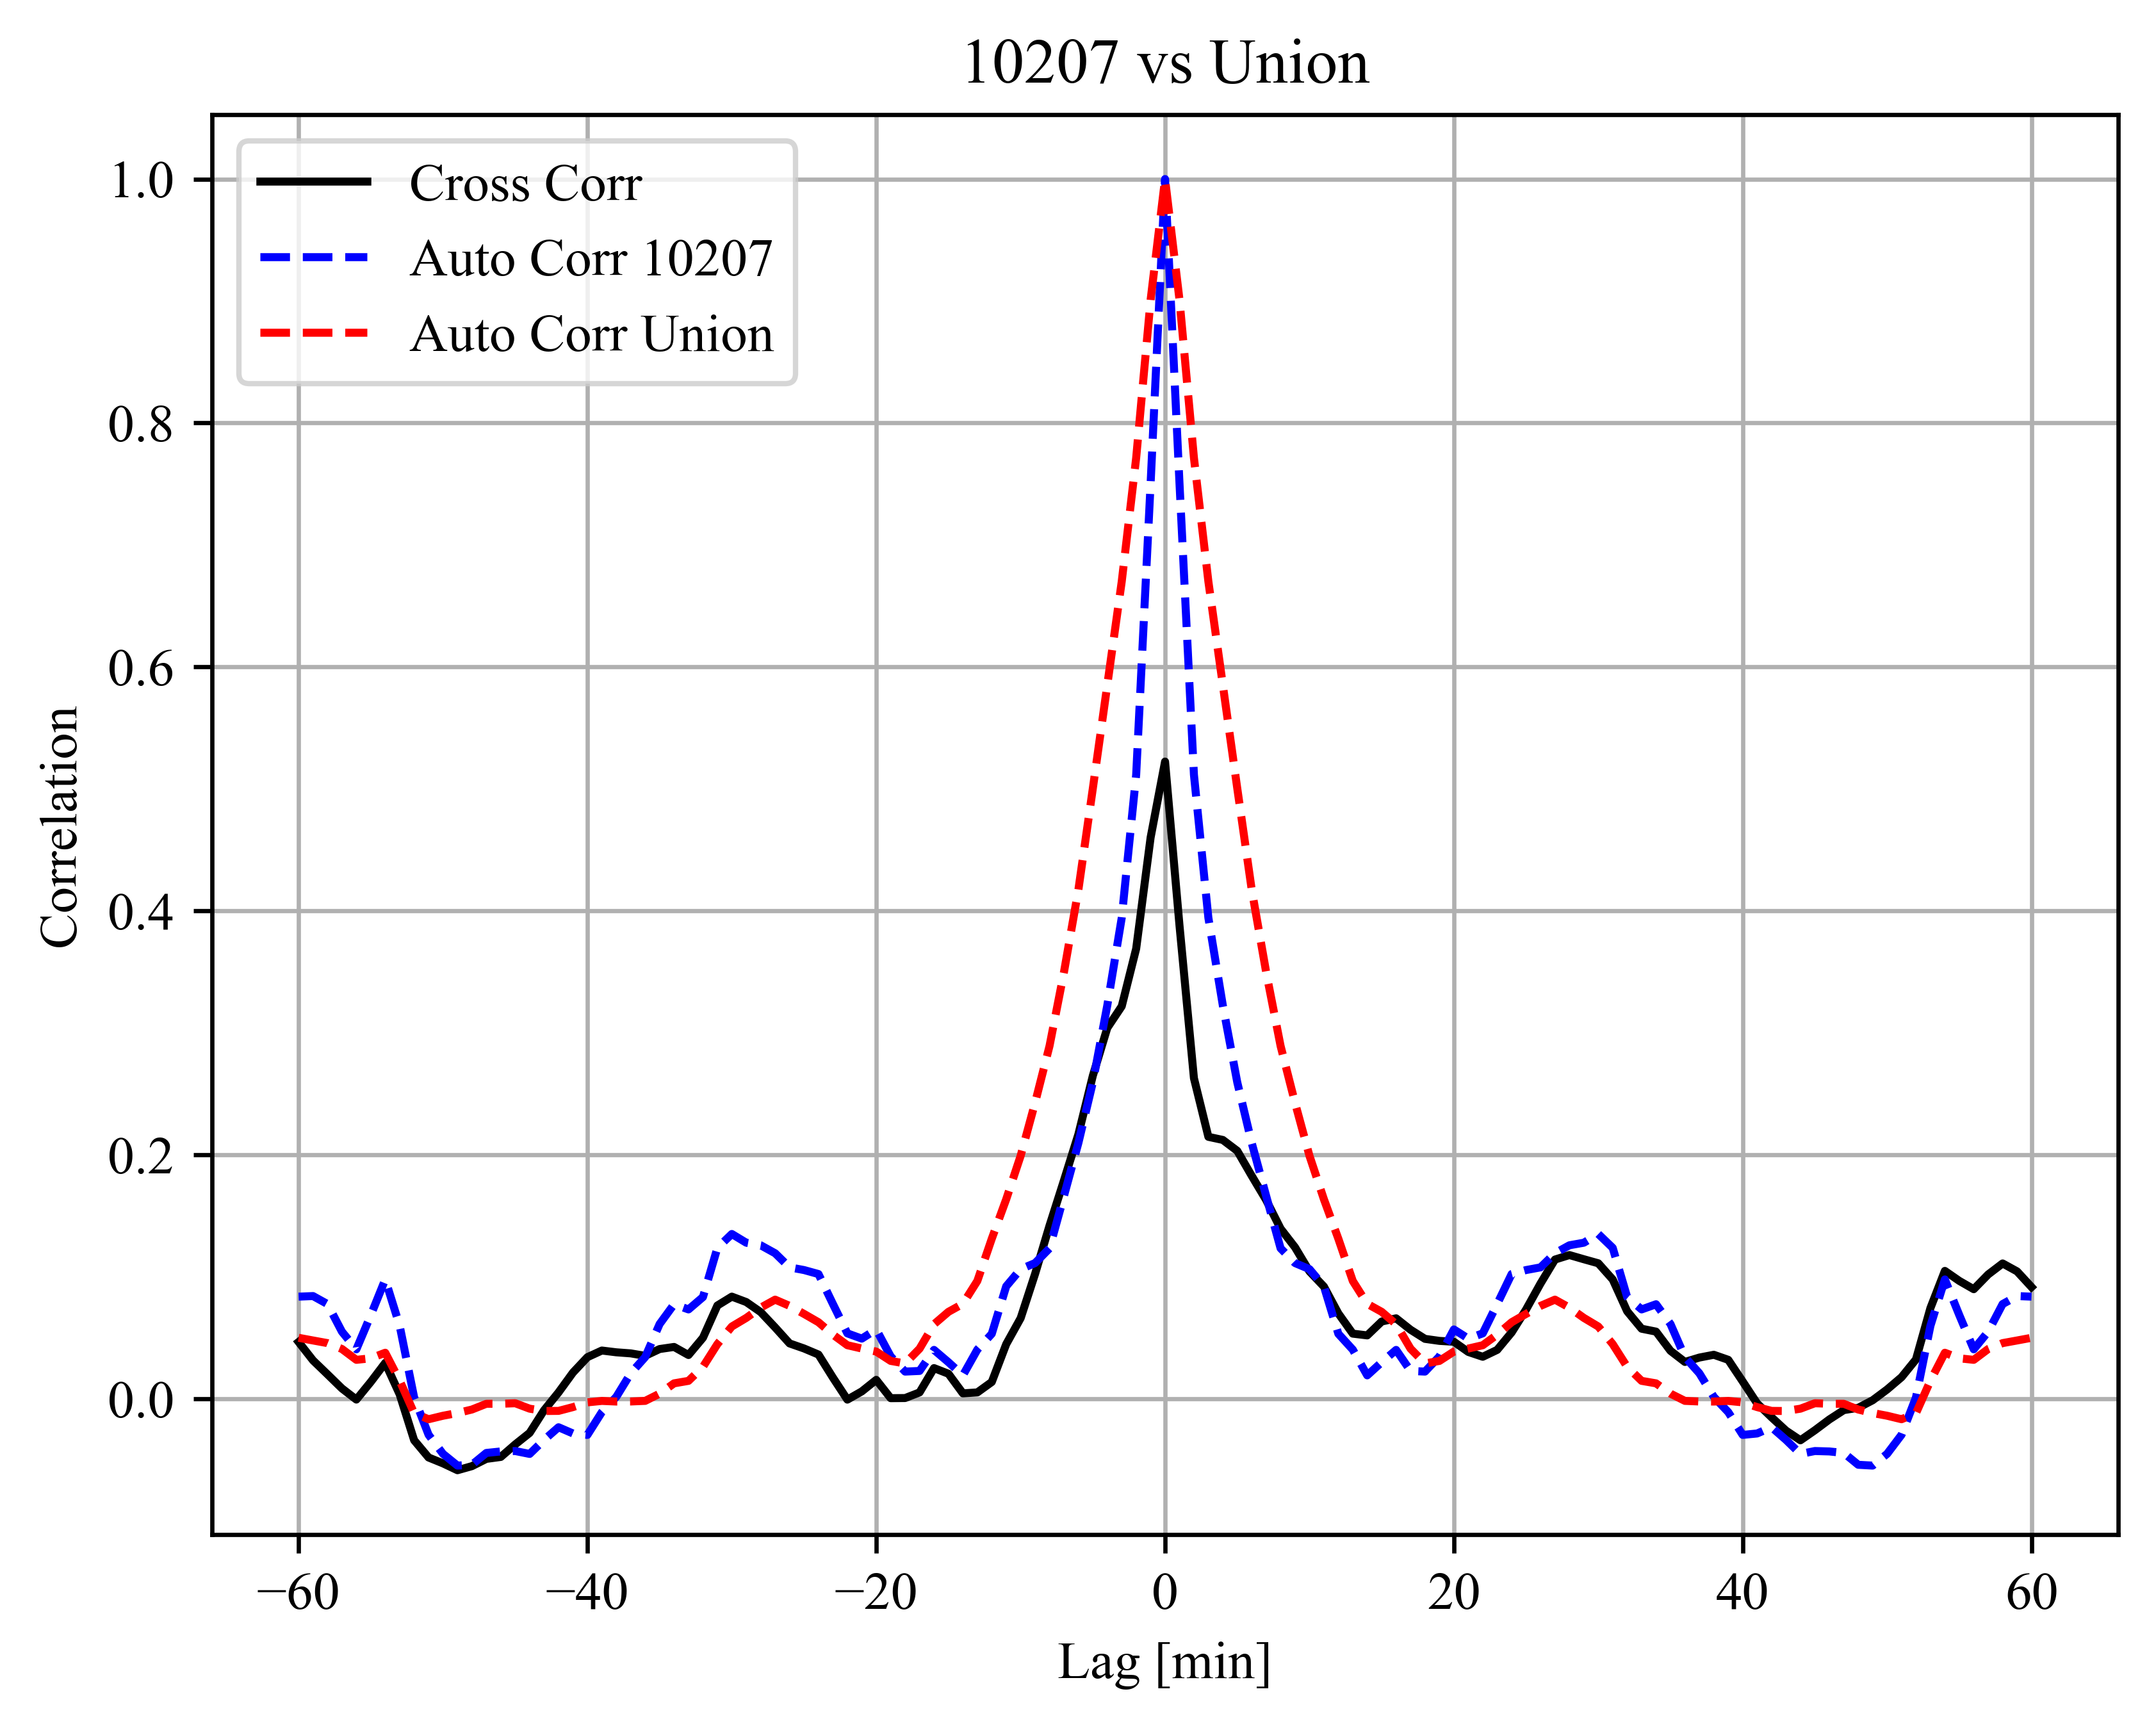 10207 vs Union
Cross Corr
Auto Corr 10207
Auto Corr Union
1.0
0.8
0.6
0.4
0.2
0.0
Correlation
−60 −40 −20 0 20 40 60
Lag [min]